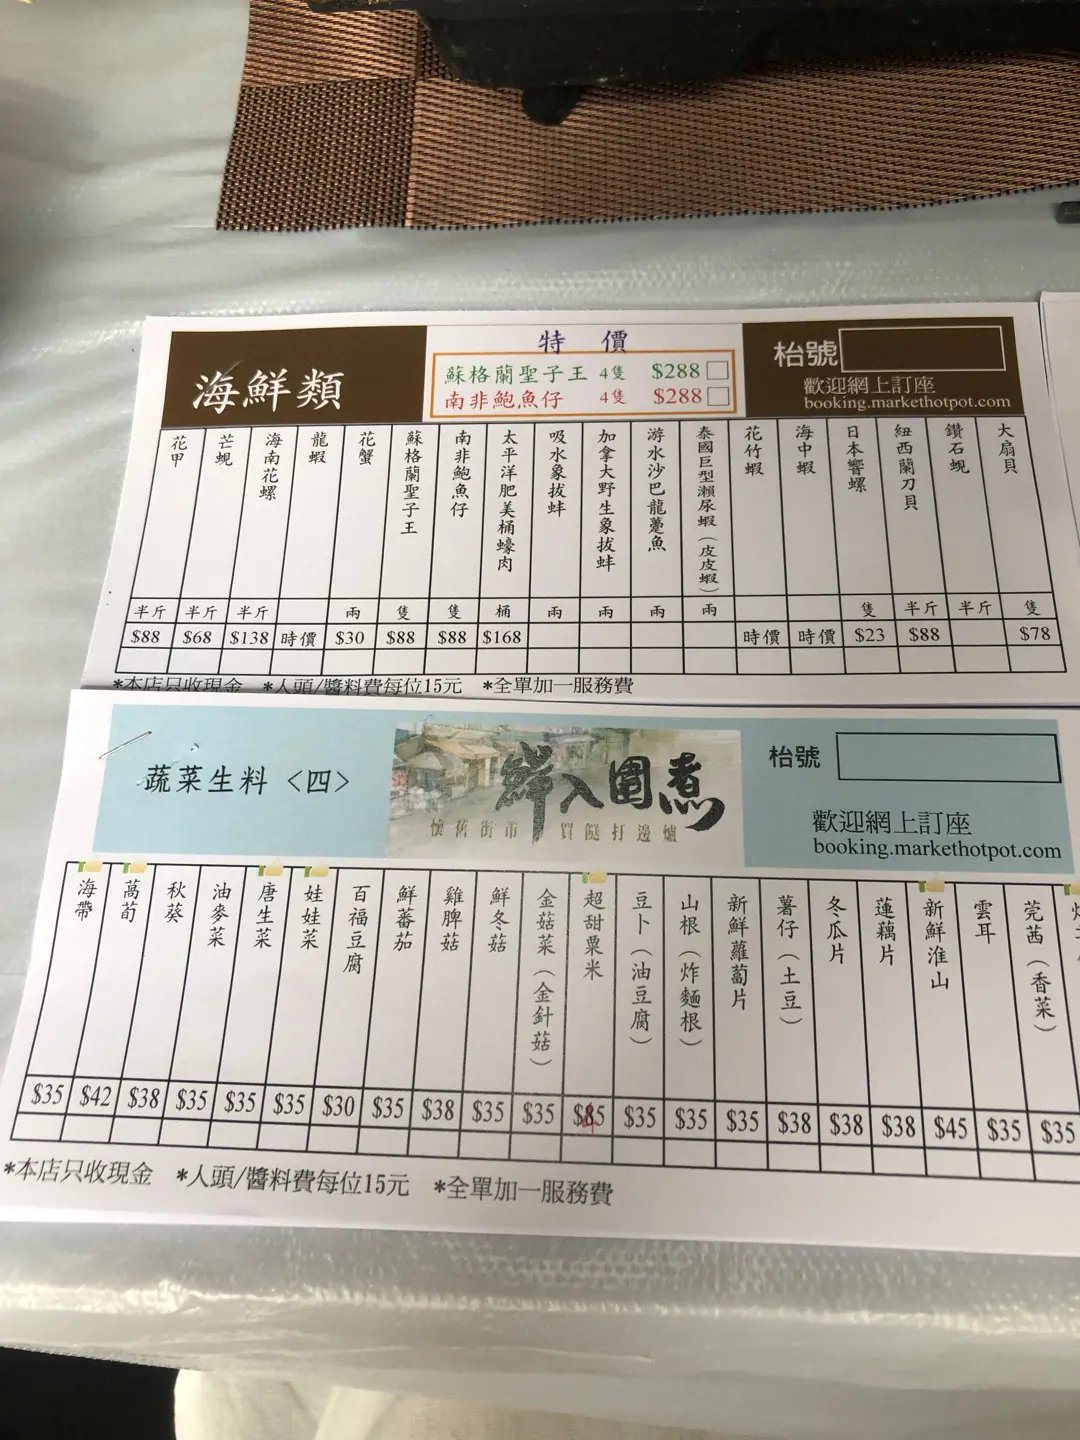 特 價
海鮮類
蘇格蘭聖子王 4隻 $288
南非鮑魚仔 4隻 $288
枱號
歡迎網上訂座
booking.markethotpot.com
花甲 半斤 $88
芒蜆 半斤 $68
海南花螺 半斤 $138
龍蝦 時價
花蟹 兩 $30
蘇格蘭聖子王 隻 $88
南非鮑魚仔 隻 $88
太平洋肥美桶蠔肉 桶 $168
吸水象拔蚌 兩
加拿大野生象拔蚌 兩
游水沙巴龍躉魚 兩
泰國巨型瀨尿蝦（皮皮蝦） 兩
花竹蝦 時價
海中蝦 時價
日本響螺 隻 $23
紐西蘭刀貝 半斤 $88
鑽石蜆 半斤
大扇貝 隻 $78
*本店只收現金 *人頭/醬料費每位15元 *全單加一服務費
蔬菜生料 <四>
鮮入圍煮
懷舊街市 買餸打邊爐
枱號
歡迎網上訂座
booking.markethotpot.com
海帶 $35
萵荀 $42
秋葵 $38
油麥菜 $35
唐生菜 $35
娃娃菜 $35
百福豆腐 $30
鮮蕃茄 $35
雞脾菇 $38
鮮冬菇 $35
金菇菜（金針菇） $35
超甜粟米 $85
豆卜（油豆腐） $35
山根（炸麵根） $35
新鮮蘿蔔片 $35
薯仔（土豆） $38
冬瓜片 $38
蓮藕片 $38
新鮮淮山 $45
雲耳 $35
莞茜（香菜） $35
*本店只收現金 *人頭/醬料費每位15元 *全單加一服務費